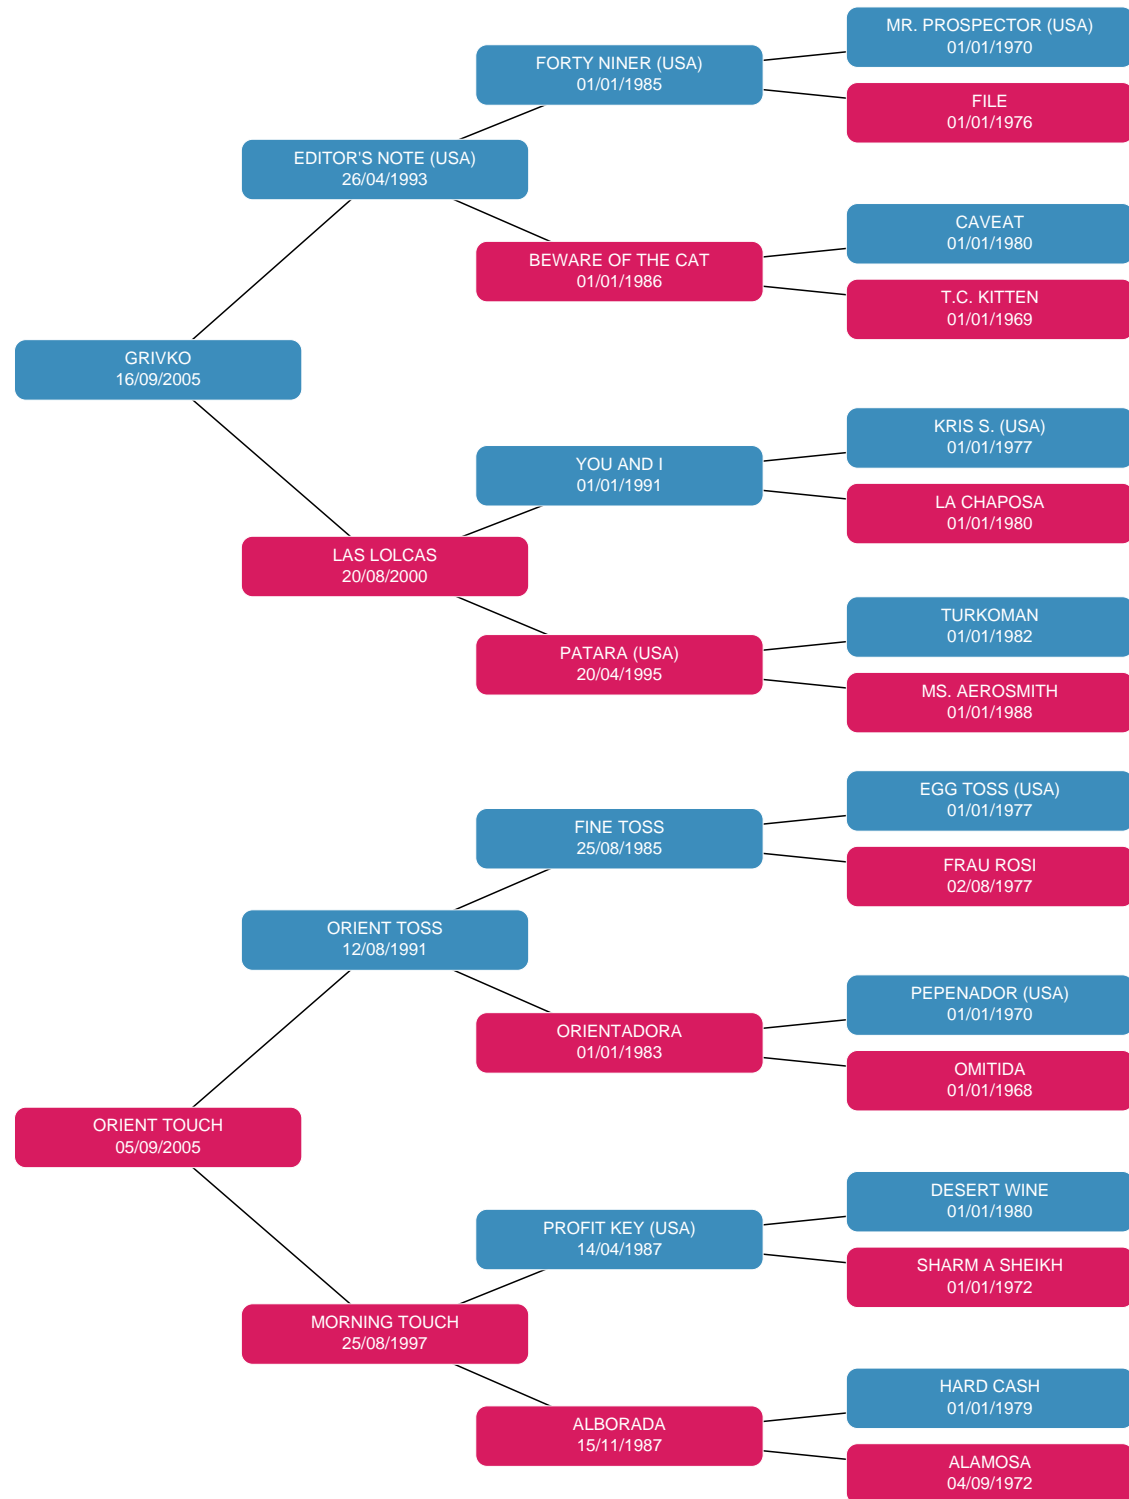 MR. PROSPECTOR (USA)
01/01/1970
FORTY NINER (USA)
01/01/1985
FILE
01/01/1976
EDITOR'S NOTE (USA)
26/04/1993
CAVEAT
01/01/1980
BEWARE OF THE CAT
01/01/1986
T.C. KITTEN
01/01/1969
GRIVKO
16/09/2005
KRIS S. (USA)
01/01/1977
YOU AND I
01/01/1991
LA CHAPOSA
01/01/1980
LAS LOLCAS
20/08/2000
TURKOMAN
01/01/1982
PATARA (USA)
20/04/1995
MS. AEROSMITH
01/01/1988
EGG TOSS (USA)
01/01/1977
FINE TOSS
25/08/1985
FRAU ROSI
02/08/1977
ORIENT TOSS
12/08/1991
PEPENADOR (USA)
01/01/1970
ORIENTADORA
01/01/1983
OMITIDA
01/01/1968
ORIENT TOUCH
05/09/2005
DESERT WINE
01/01/1980
PROFIT KEY (USA)
14/04/1987
SHARM A SHEIKH
01/01/1972
MORNING TOUCH
25/08/1997
HARD CASH
01/01/1979
ALBORADA
15/11/1987
ALAMOSA
04/09/1972